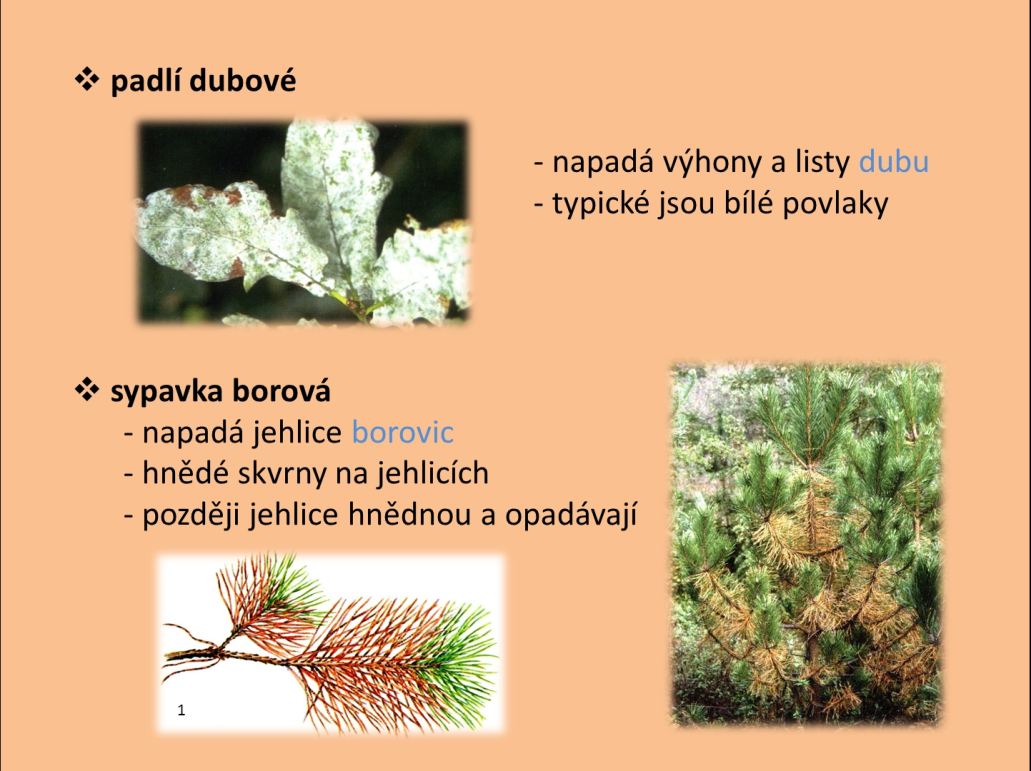 ❖ padlí dubové
- napadá výhony a listy dubu
- typické jsou bílé povlaky
❖ sypavka borová
- napadá jehlice borovic
- hnědé skvrny na jehlicích
- později jehlice hnědnou a opadávají
1